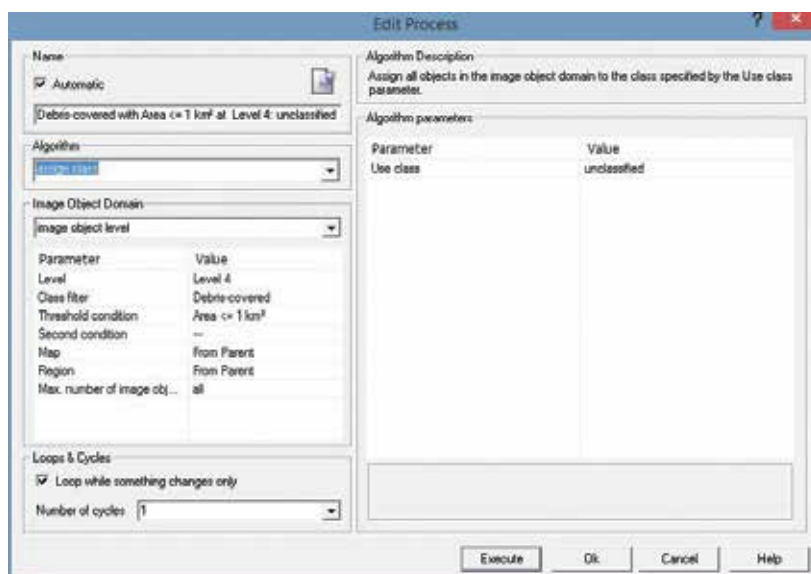 Edit Process
?
Name
Automatic
Debris-covered with Area <= 1 km² at Level 4: unclassified
Algorithm
assign class
Image Object Domain
image object level
Parameter Value
Level Level 4
Class filter Debris-covered
Threshold condition Area <= 1 km²
Second condition ---
Map From Parent
Region From Parent
Max. number of image obj... all
Loops & Cycles
Loop while something changes only
Number of cycles 1
Algorithm Description
Assign all objects in the image object domain to the class specified by the Use class
parameter.
Algorithm parameters
Parameter Value
Use class unclassified
Execute Ok Cancel Help